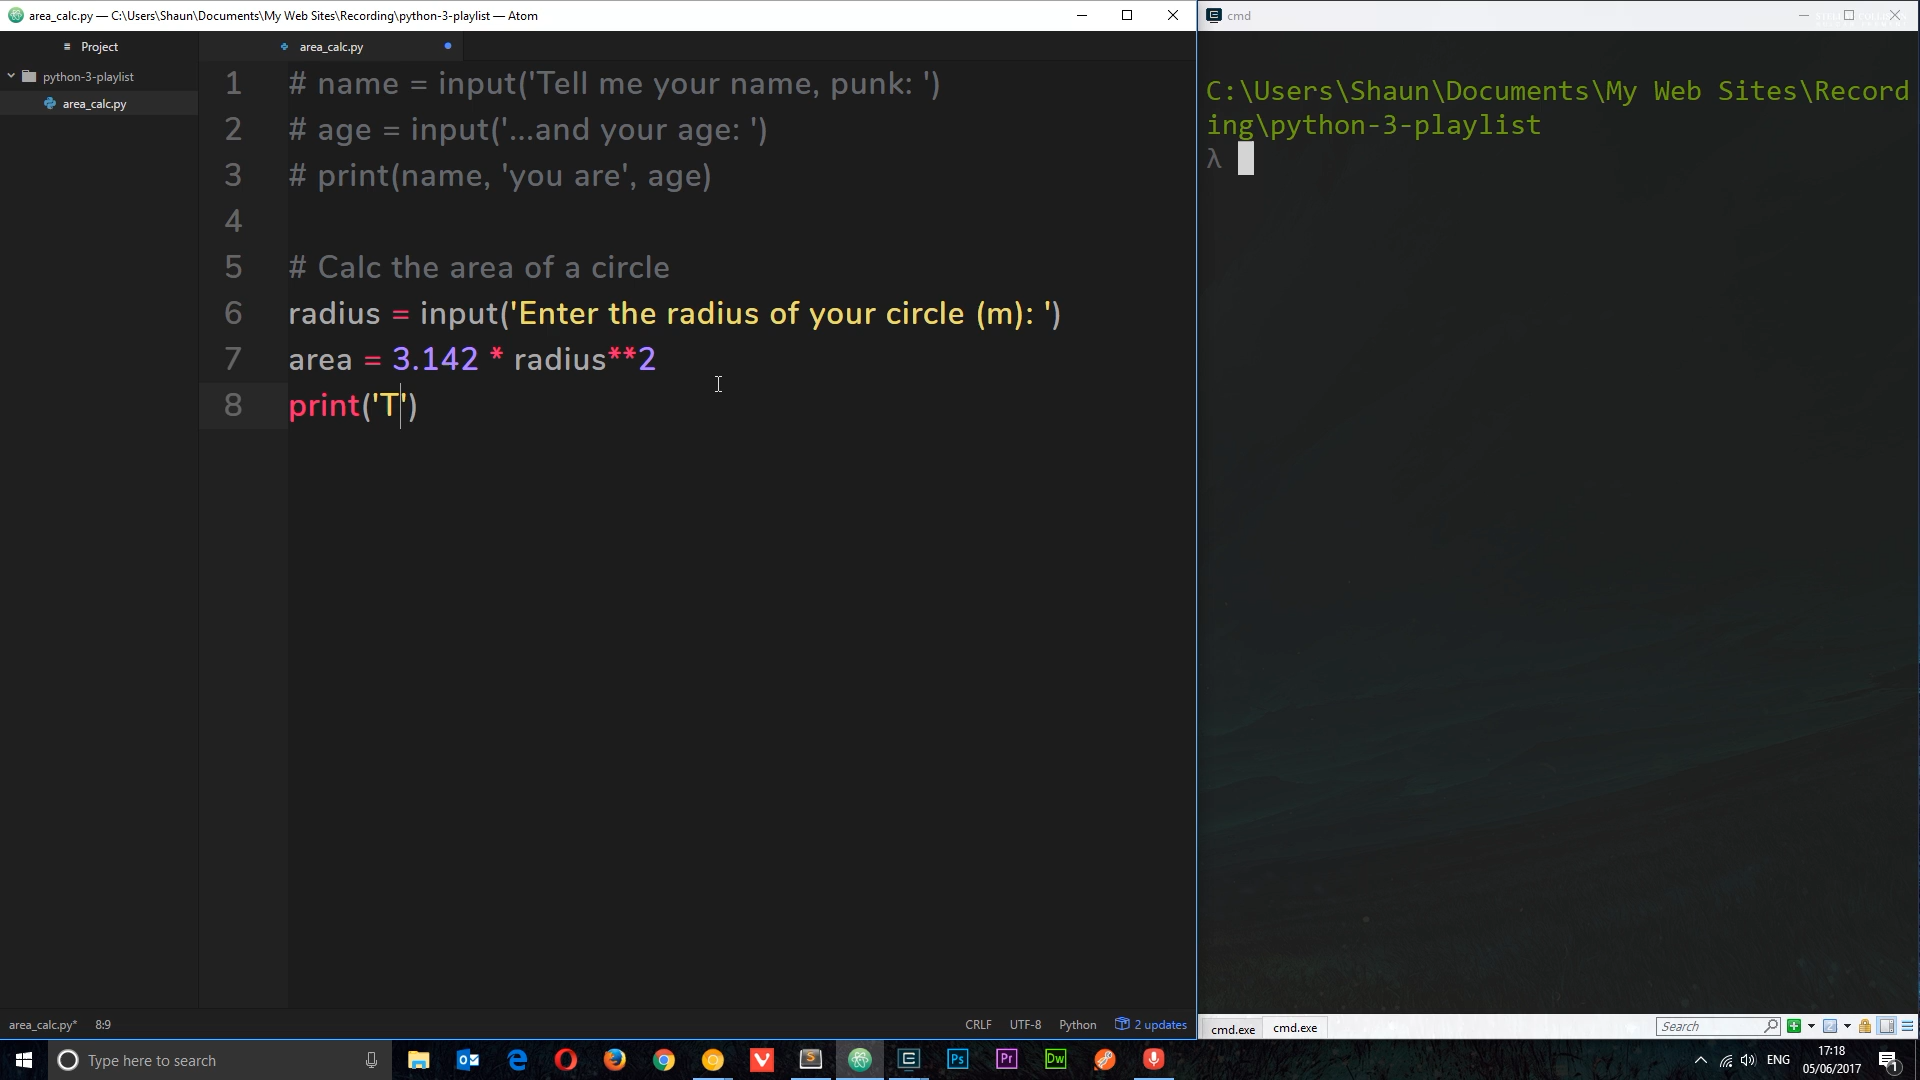 area_calc.py — C:\Users\Shaun\Documents\My Web Sites\Recording\python-3-playlist — Atom
cmd
Project
area_calc.py
python-3-playlist
area_calc.py
1 # name = input('Tell me your name, punk: ')
2 # age = input('...and your age: ')
3 # print(name, 'you are', age)
4
5 # Calc the area of a circle
6 radius = input('Enter the radius of your circle (m): ')
7 area = 3.142 * radius**2
8 print('T')
C:\Users\Shaun\Documents\My Web Sites\Record
ing\python-3-playlist
λ
area_calc.py* 8:9
CRLF UTF-8 Python 2 updates
cmd.exe cmd.exe
Search
Type here to search
Ps Pr Dw
ENG
17:18
05/06/2017
1